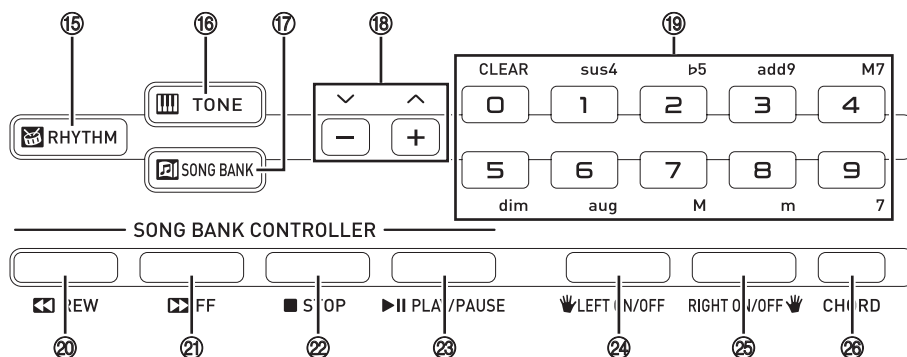 ⑮ ⑯ ⑰ ⑱ ⑲
CLEAR sus4 ♭5 add9 M7
TONE
0 1 2 3 4
RHYTHM
− +
SONG BANK
5 6 7 8 9
dim aug M m 7
SONG BANK CONTROLLER
REW FF STOP PLAY/PAUSE LEFT ON/OFF RIGHT ON/OFF CHORD
⑳ ㉑ ㉒ ㉓ ㉔ ㉕ ㉖